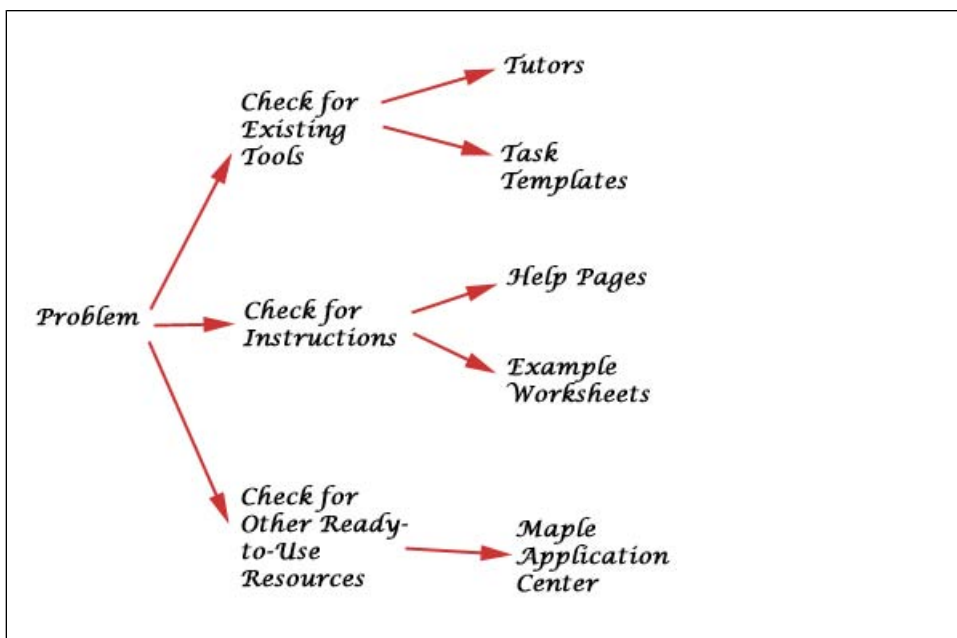 Tutors
Check for
Existing
Tools
Task
Templates
Help Pages
Problem
Check for
Instructions
Example
Worksheets
Check for
Other Ready-
to-Use
Resources
Maple
Application
Center